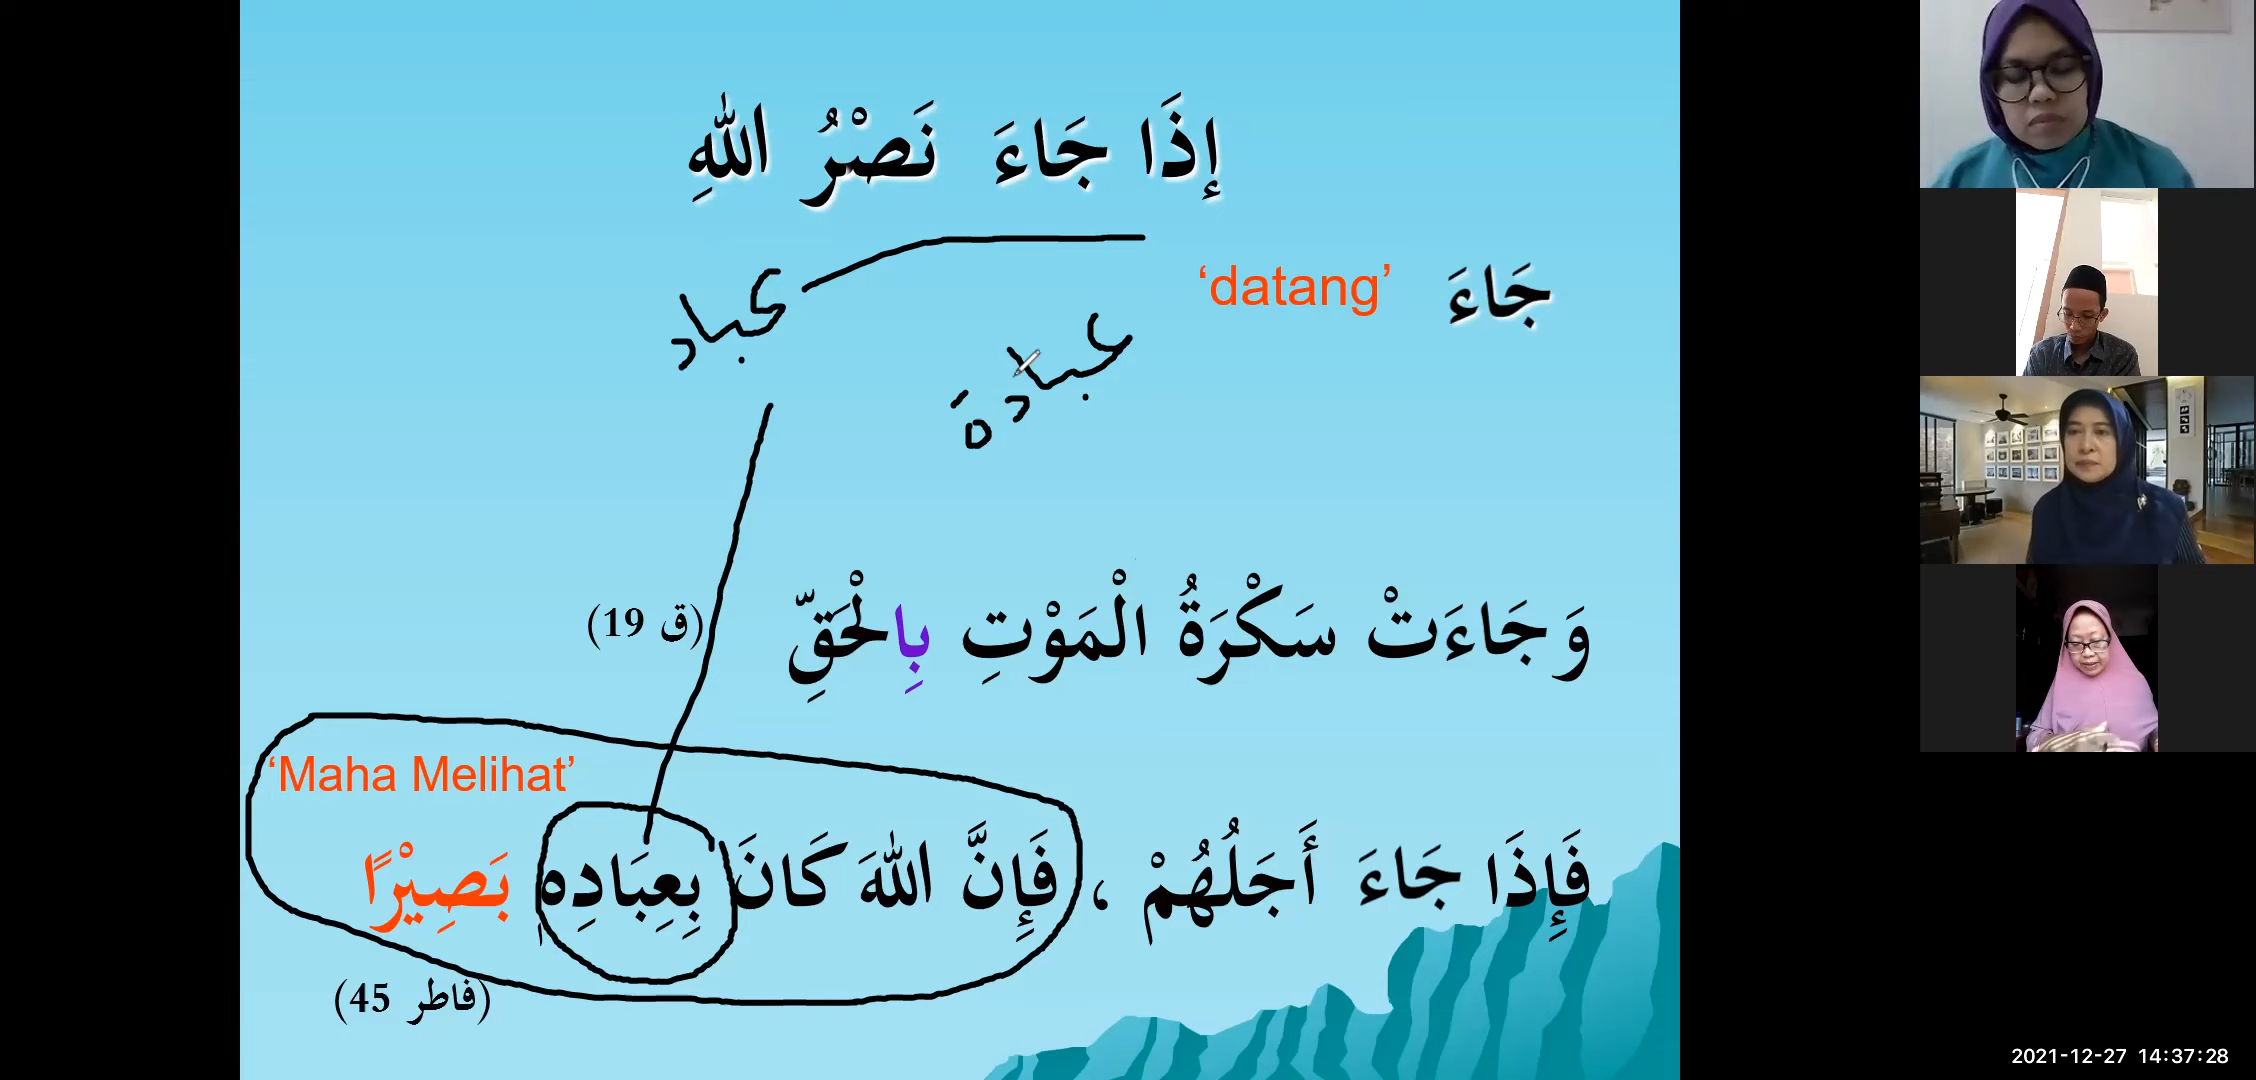 إِذَا جَاءَ نَصْرُ اللهِ
جَاءَ ‘datang’
عباد
عبادة
وَجَاءَتْ سَكْرَةُ الْمَوْتِ بِالْحَقِّ (ق 19)
‘Maha Melihat’
فَإِذَا جَاءَ أَجَلُهُمْ ، فَإِنَّ اللهَ كَانَ بِعِبَادِهٖ بَصِيْرًا
(فاطر 45)
2021-12-27 14:37:28